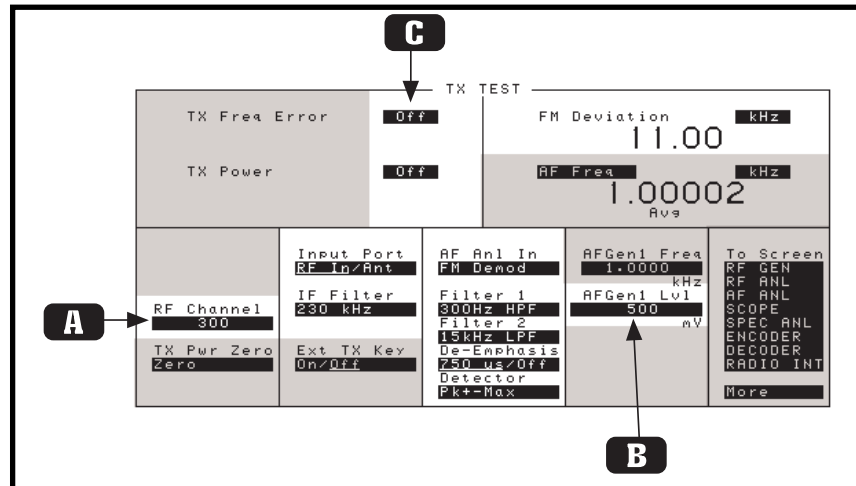 C
TX TEST
TX Freq Error
Off
FM Deviation
kHz
11.00
TX Power
Off
AF Freq
kHz
1.00002
Avg
RF Channel
300
TX Pwr Zero
Zero
Input Port
RF In/Ant
IF Filter
230 kHz
Ext TX Key
On/Off
AF Anl In
FM Demod
Filter 1
300Hz HPF
Filter 2
15kHz LPF
De-Emphasis
750 us/Off
Detector
Pk+-Max
AFGen1 Freq
1.0000
kHz
AFGen1 Lvl
500
mV
To Screen
RF GEN
RF ANL
AF ANL
SCOPE
SPEC ANL
ENCODER
DECODER
RADIO INT
More
A
B